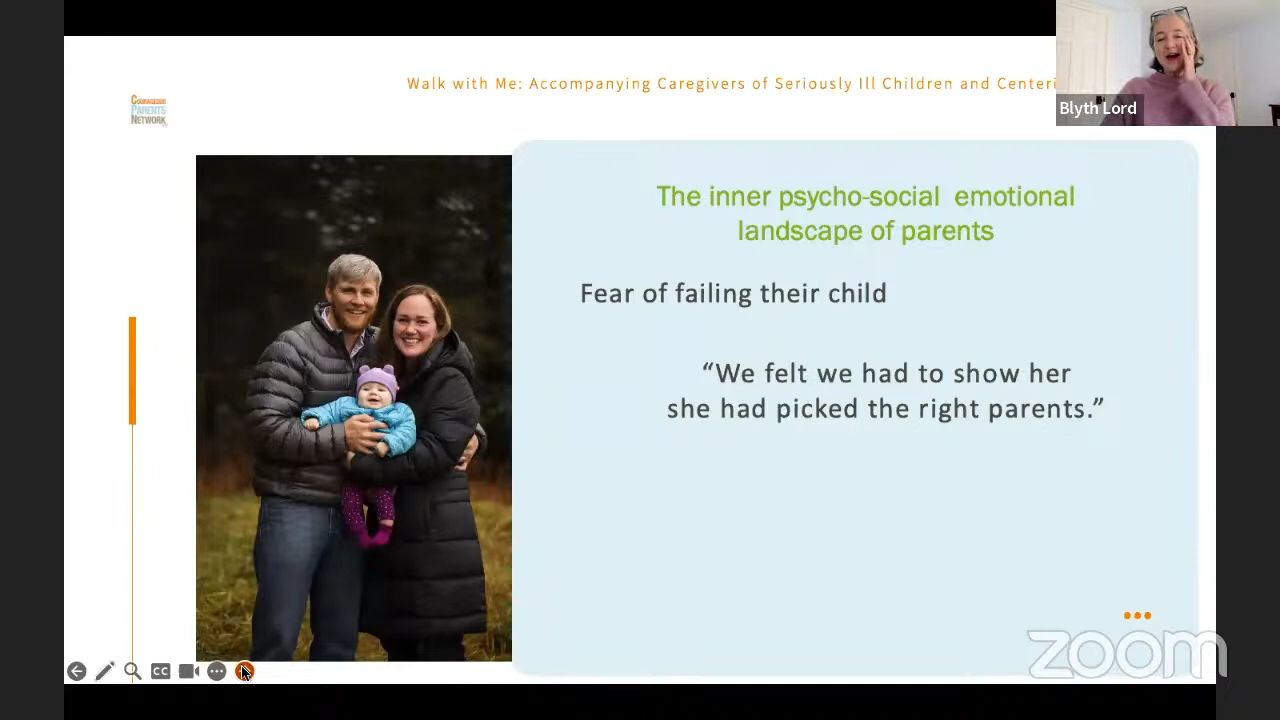 Walk with Me: Accompanying Caregivers of Seriously Ill Children and Centeri
Blyth Lord
COURAGEOUS
PARENTS
NETWORK
The inner psycho-social emotional
landscape of parents
Fear of failing their child
“We felt we had to show her
she had picked the right parents.”
CC
zoom